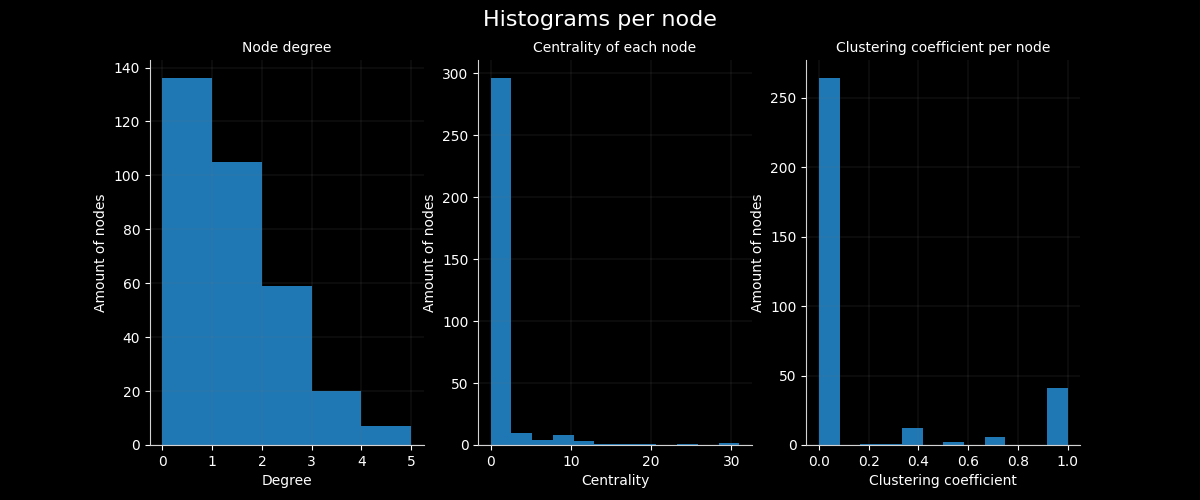 Histograms per node
Node degree
Amount of nodes
140
120
100
80
60
40
20
0
0 1 2 3 4 5
Degree
Centrality of each node
Amount of nodes
300
250
200
150
100
50
0
0 10 20 30
Centrality
Clustering coefficient per node
Amount of nodes
250
200
150
100
50
0
0.0 0.2 0.4 0.6 0.8 1.0
Clustering coefficient